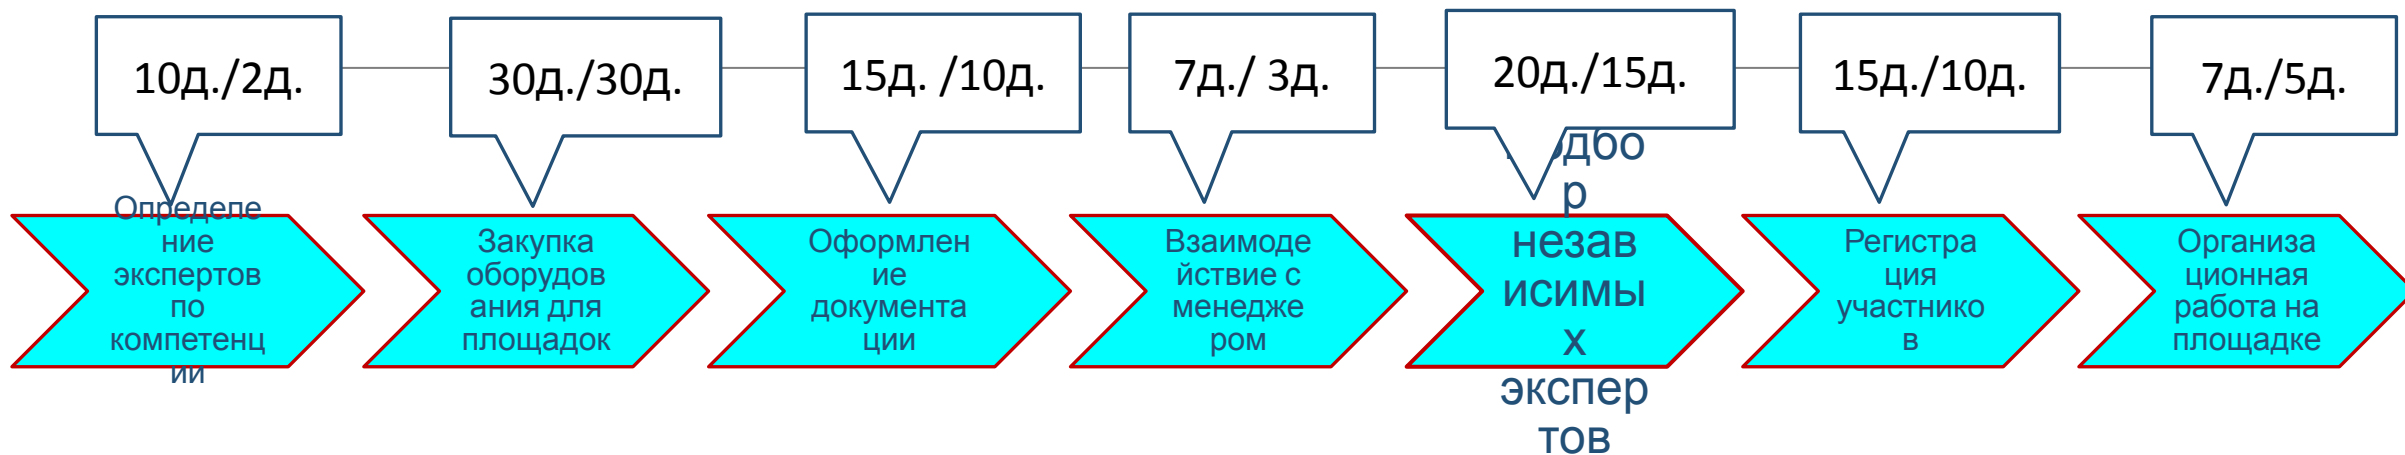 10д./2д.
30д./30д.
15д. /10д.
7д./ 3д.
20д./15д.
15д./10д.
7д./5д.
Определе
ние
экспертов
по
компетенц
ии
Закупка
оборудов
ания для
площадок
Оформлен
ие
документа
ции
Взаимоде
йствие с
менедже
ром
Подбо
р
незав
исимы
х
экспер
тов
Регистра
ция
участнико
в
Организа
ционная
работа на
площадке